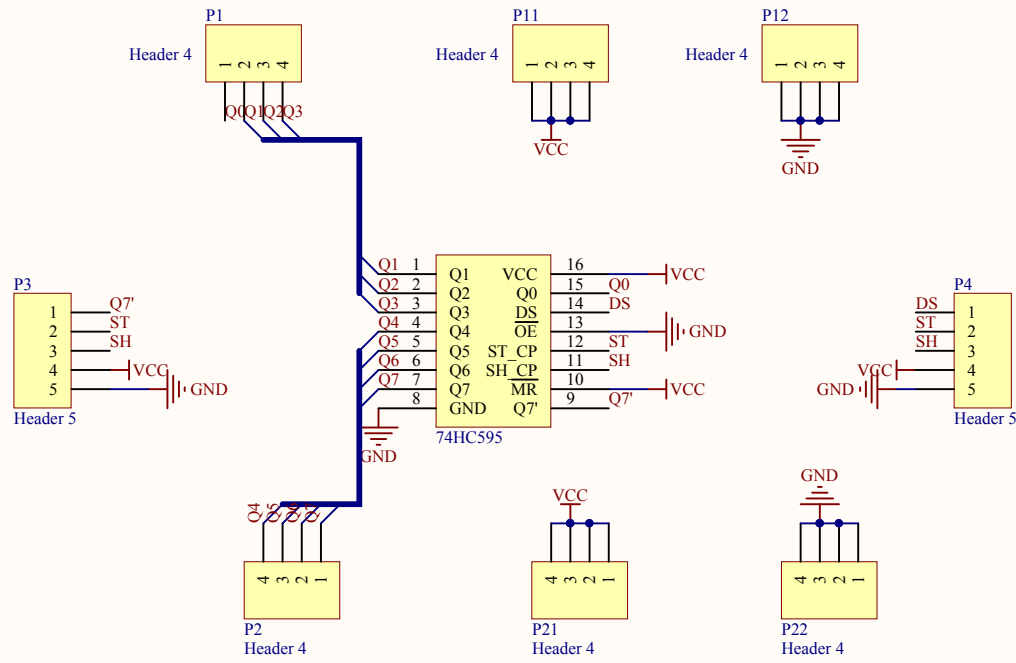 P1
Header 4
1 2 3 4
Q0 Q1 Q2 Q3
P11
Header 4
1 2 3 4
VCC
P12
Header 4
1 2 3 4
GND
P3
1 Q7'
2 ST
3 SH
4 VCC
5 GND
Header 5
Q1 1 Q1
Q2 2 Q2
Q3 3 Q3
Q4 4 Q4
Q5 5 Q5
Q6 6 Q6
Q7 7 Q7
8 GND
GND
VCC 16 VCC
Q0 15 Q0
DS 14 DS
OE 13 GND
ST_CP 12 ST
SH_CP 11 SH
MR 10 VCC
Q7' 9 Q7'
74HC595
P4
DS 1
ST 2
SH 3
VCC 4
GND 5
Header 5
Q4 Q5 Q6 Q7
4 3 2 1
P2
Header 4
VCC
4 3 2 1
P21
Header 4
GND
4 3 2 1
P22
Header 4